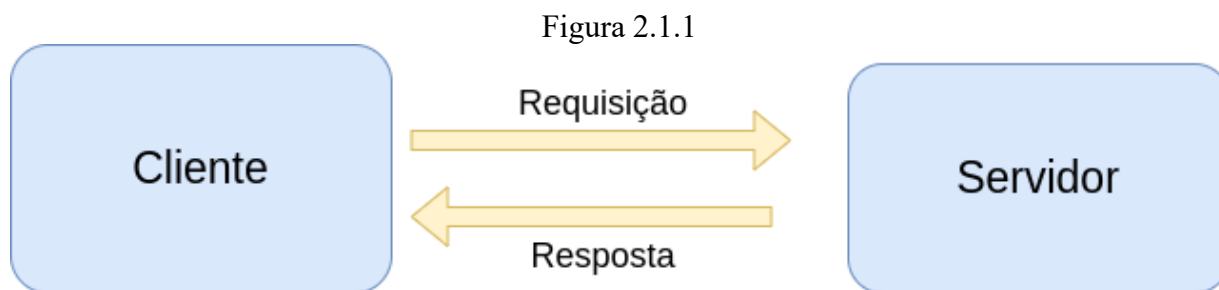 Figura 2.1.1
Requisição
Cliente
Servidor
Resposta